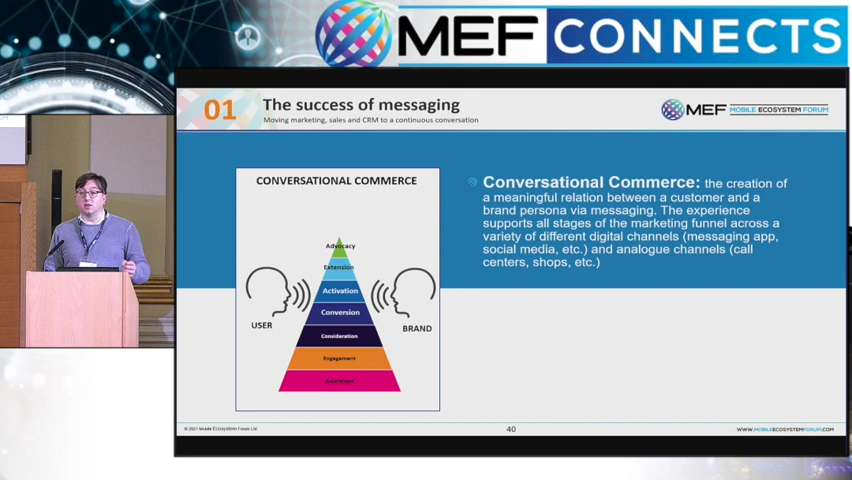 MEF CONNECTS
01
The success of messaging
Moving marketing, sales and CRM to a continuous conversation
MEF MOBILE ECOSYSTEM FORUM
CONVERSATIONAL COMMERCE
Advocacy
Extension
Activation
Conversion
Consideration
Engagement
Awareness
USER
BRAND
Conversational Commerce: the creation of
a meaningful relation between a customer and a
brand persona via messaging. The experience
supports all stages of the marketing funnel across a
variety of different digital channels (messaging app,
social media, etc.) and analogue channels (call
centers, shops, etc.)
© 2021 Mobile Ecosystem Forum Ltd
40
WWW.MOBILEECOSYSTEMFORUM.COM